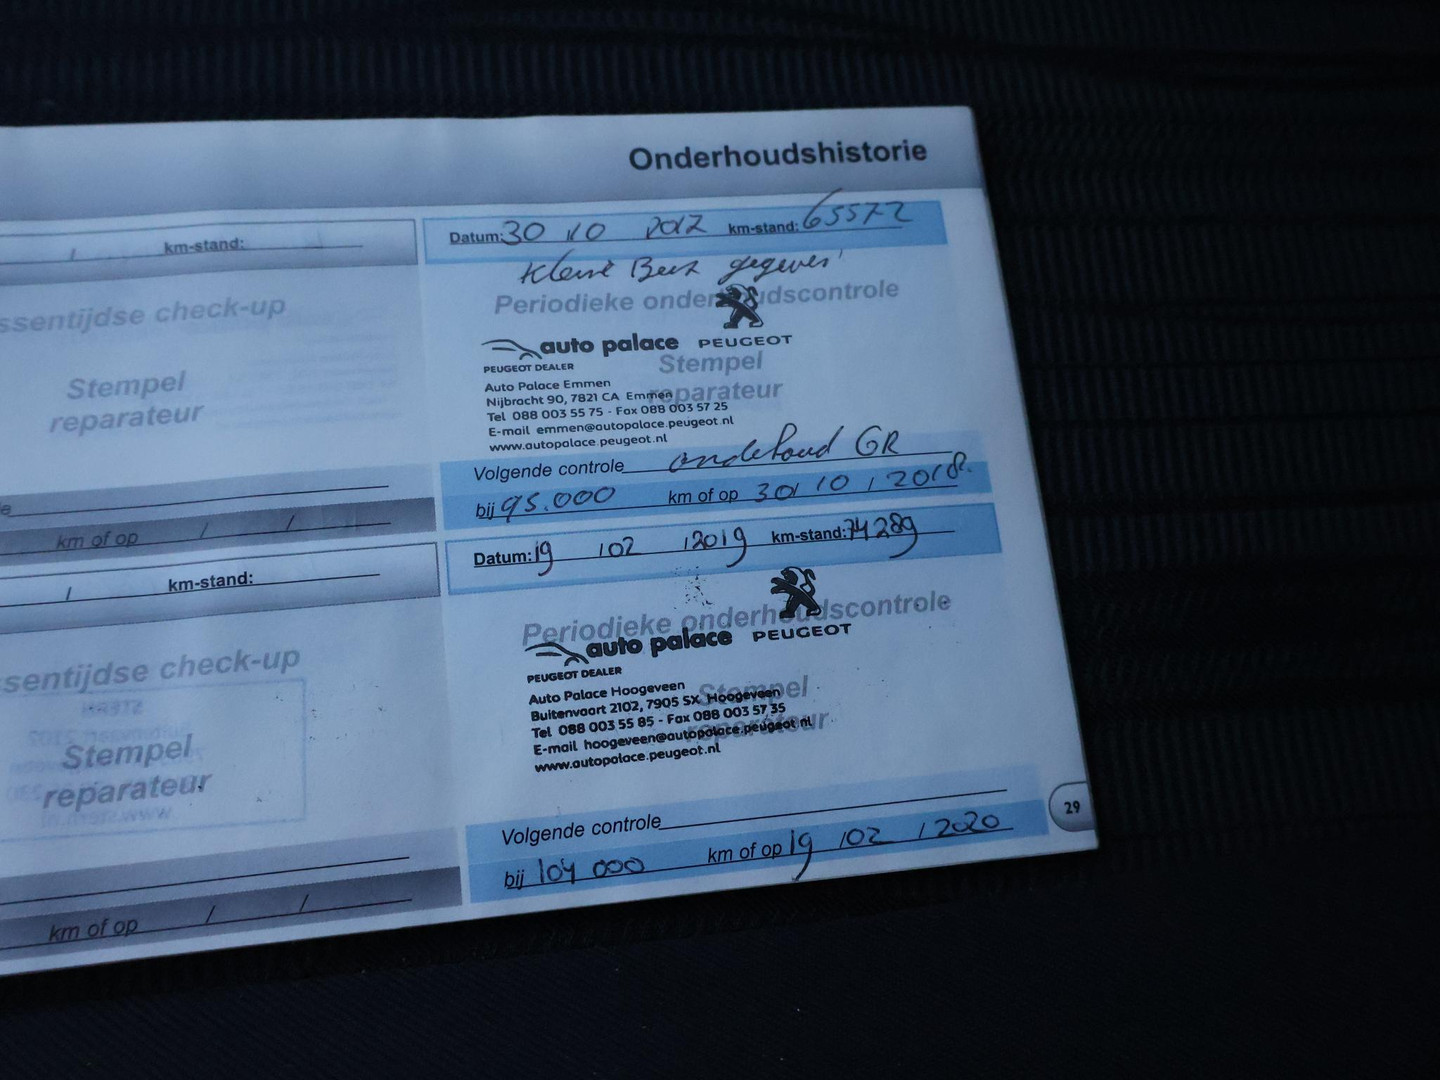 Onderhoudshistorie
/ km-stand:
ssentijdse check-up
Stempel
reparateur
e
km of op / /
/ km-stand:
ssentijdse check-up
Stempel
reparateur
km of op / /
Datum: 30 10 2017 km-stand: 65572
kleine Beurt gegeven
Periodieke onderhoudscontrole
auto palace PEUGEOT
PEUGEOT DEALER
Stempel
reparateur
Auto Palace Emmen
Nijbracht 90, 7821 CA Emmen
Tel 088 003 55 75 - Fax 088 003 57 25
E-mail emmen@autopalace.peugeot.nl
www.autopalace.peugeot.nl
Volgende controle onderhoud GR
bij 95.000 km of op 30/10/2018.
Datum: 19 / 02 / 2019 km-stand: 74289
Periodieke onderhoudscontrole
auto palace PEUGEOT
PEUGEOT DEALER
Stempel
reparateur
Auto Palace Hoogeveen
Buitenvaart 2102, 7905 SX Hoogeveen
Tel 088 003 55 85 - Fax 088 003 57 35
E-mail hoogeveen@autopalace.peugeot.nl
www.autopalace.peugeot.nl
Volgende controle
bij 104 000 km of op 19 / 02 / 2020
29